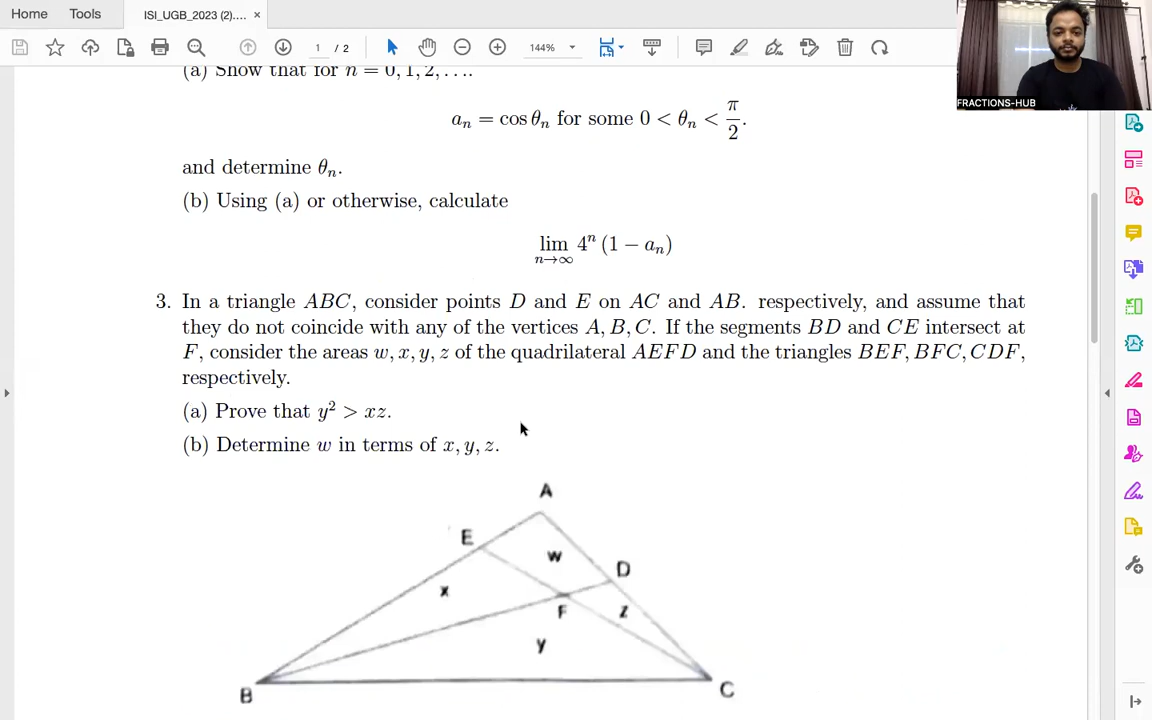 Home Tools ISI_UGB_2023 (2).... ×
1 / 2 144%
FRACTIONS-HUB
(a) Show that for n = 0, 1, 2, . . ..
aₙ = cos θₙ for some 0 < θₙ < π/2.
and determine θₙ.
(b) Using (a) or otherwise, calculate
lim n→∞ 4ⁿ (1 − aₙ)
3. In a triangle ABC, consider points D and E on AC and AB. respectively, and assume that
they do not coincide with any of the vertices A, B, C. If the segments BD and CE intersect at
F, consider the areas w, x, y, z of the quadrilateral AEFD and the triangles BEF, BFC, CDF,
respectively.
(a) Prove that y² > xz.
(b) Determine w in terms of x, y, z.
A
E
w
D
x
F z
y
B C